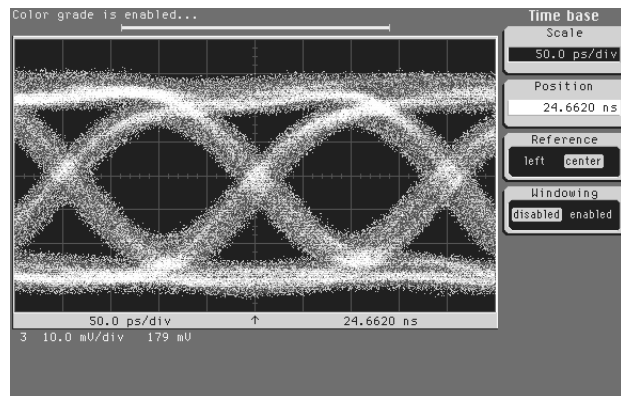 Color grade is enabled...
Time base
Scale
50.0 ps/div
Position
24.6620 ns
Reference
left center
Windowing
disabled enabled
50.0 ps/div ↑ 24.6620 ns
3 10.0 mV/div 179 mV